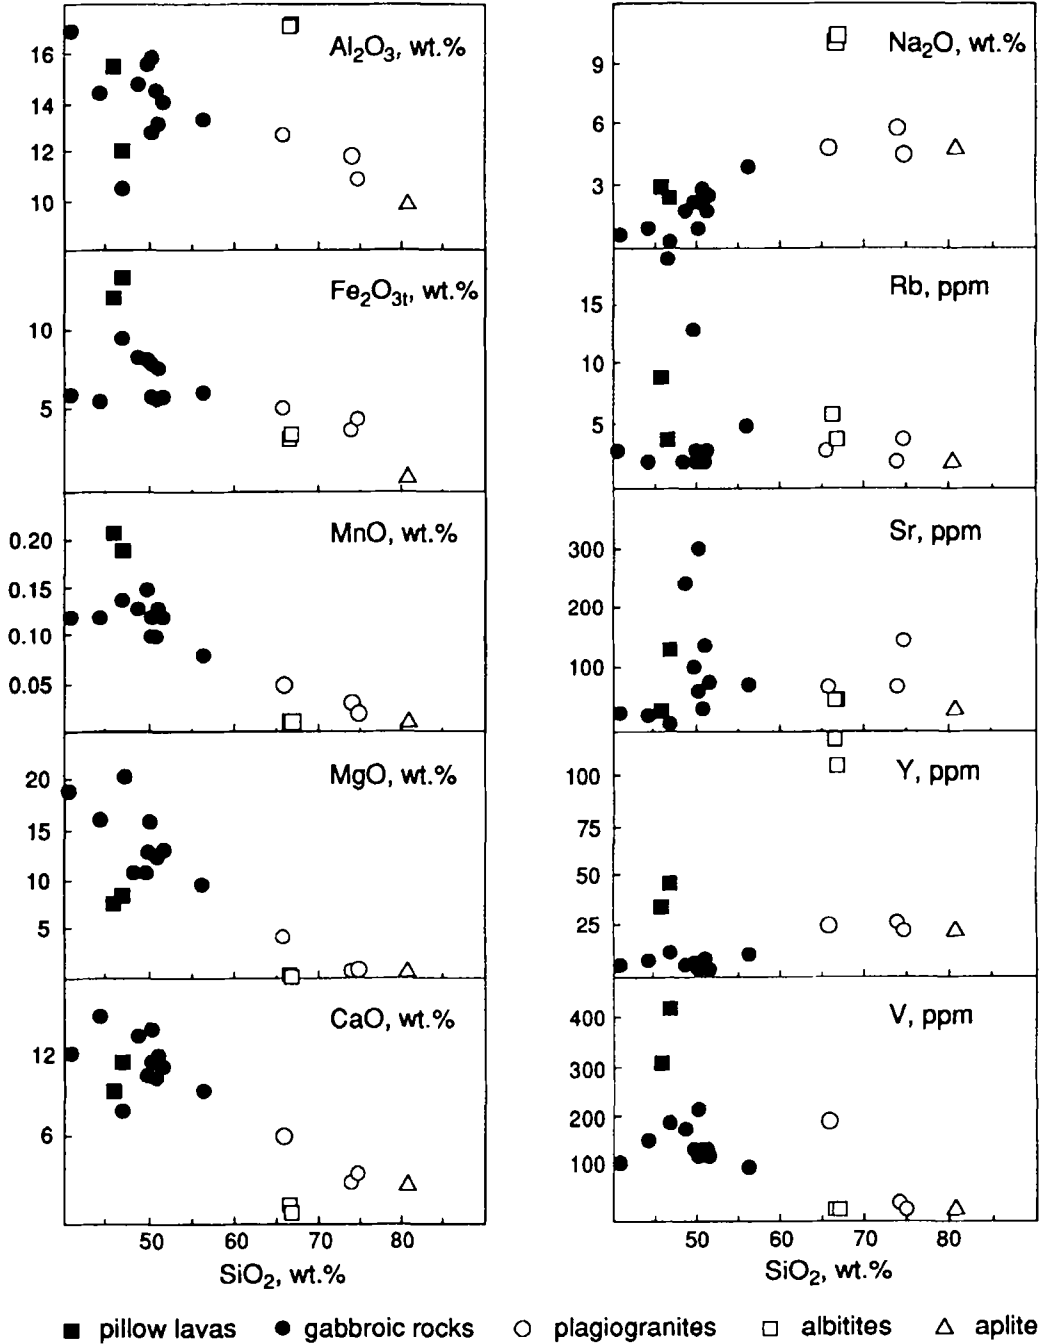 Al₂O₃, wt.%
16
14
12
10
Fe₂O₃t, wt.%
10
5
MnO, wt.%
0.20
0.15
0.10
0.05
MgO, wt.%
20
15
10
5
CaO, wt.%
12
6
50 60 70 80
SiO₂, wt.%
Na₂O, wt.%
9
6
3
Rb, ppm
15
10
5
Sr, ppm
300
200
100
Y, ppm
100
75
50
25
V, ppm
400
300
200
100
50 60 70 80
SiO₂, wt.%
pillow lavas gabbroic rocks plagiogranites albitites aplite